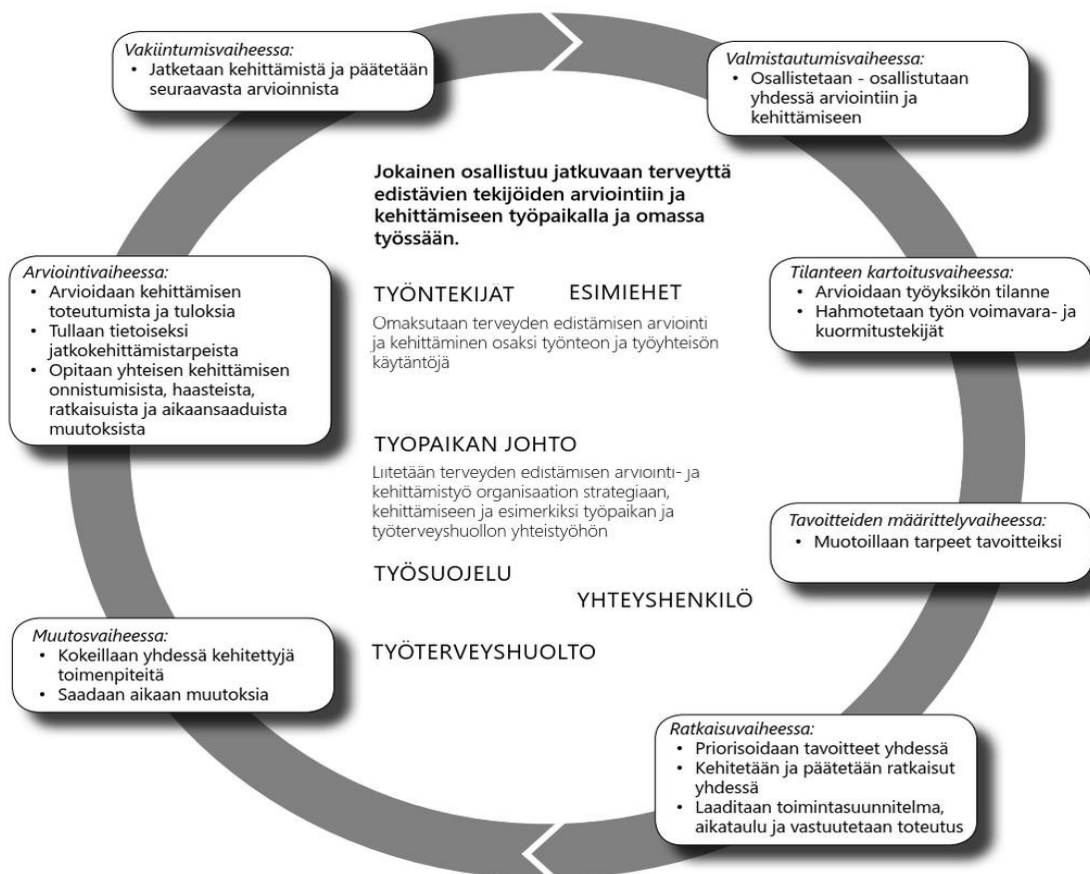 Vakiintumisvaiheessa:
• Jatketaan kehittämistä ja päätetään
seuraavasta arvioinnista
Valmistautumisvaiheessa:
• Osallistetaan - osallistutaan
yhdessä arviointiin ja
kehittämiseen
Jokainen osallistuu jatkuvaan terveyttä
edistävien tekijöiden arviointiin ja
kehittämiseen työpaikalla ja omassa
työssään.
Arviointivaiheessa:
• Arvioidaan kehittämisen
toteutumista ja tuloksia
• Tullaan tietoiseksi
jatkokehittämistarpeista
• Opitaan yhteisen kehittämisen
onnistumisista, haasteista,
ratkaisuista ja aikaansaaduista
muutoksista
TYÖNTEKIJÄT ESIMIEHET
Omaksutaan terveyden edistämisen arviointi
ja kehittäminen osaksi työnteon ja työyhteisön
käytäntöjä
Tilanteen kartoitusvaiheessa:
• Arvioidaan työyksikön tilanne
• Hahmotetaan työn voimavara- ja
kuormitustekijät
TYOPAIKAN JOHTO
Liitetään terveyden edistämisen arviointi- ja
kehittämistyö organisaation strategiaan,
kehittämiseen ja esimerkiksi työpaikan ja
työterveyshuollon yhteistyöhön
Tavoitteiden määrittelyvaiheessa:
• Muotoillaan tarpeet tavoitteiksi
TYÖSUOJELU
YHTEYSHENKILÖ
TYÖTERVEYSHUOLTO
Muutosvaiheessa:
• Kokeillaan yhdessä kehitettyjä
toimenpiteitä
• Saadaan aikaan muutoksia
Ratkaisuvaiheessa:
• Priorisoidaan tavoitteet yhdessä
• Kehitetään ja päätetään ratkaisut
yhdessä
• Laaditaan toimintasuunnitelma,
aikataulu ja vastuutetaan toteutus